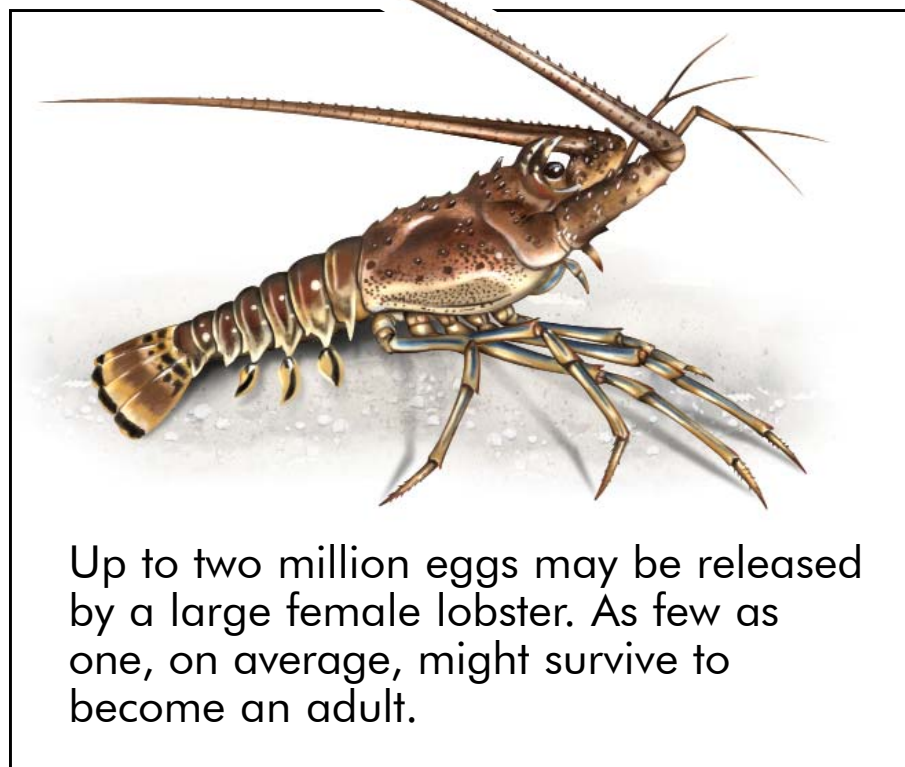 Up to two million eggs may be released
by a large female lobster. As few as
one, on average, might survive to
become an adult.